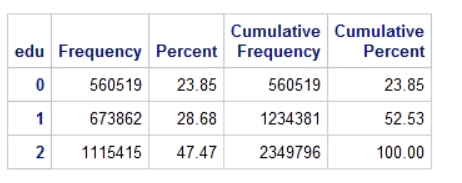 Cumulative Cumulative
edu Frequency Percent Frequency Percent
0 560519 23.85 560519 23.85
1 673862 28.68 1234381 52.53
2 1115415 47.47 2349796 100.00